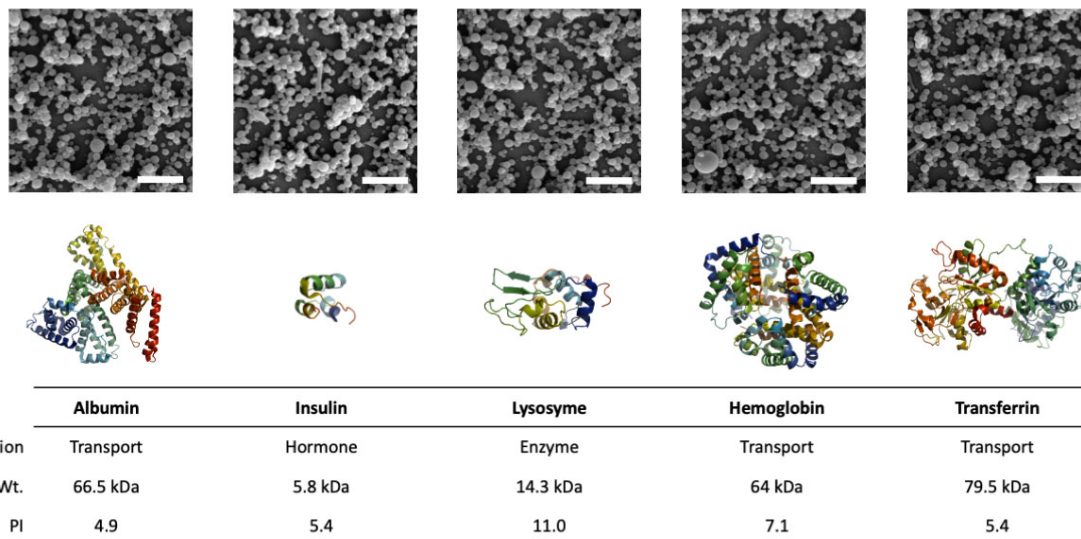 Albumin Insulin Lysosyme Hemoglobin Transferrin
ion Transport Hormone Enzyme Transport Transport
Wt. 66.5 kDa 5.8 kDa 14.3 kDa 64 kDa 79.5 kDa
PI 4.9 5.4 11.0 7.1 5.4